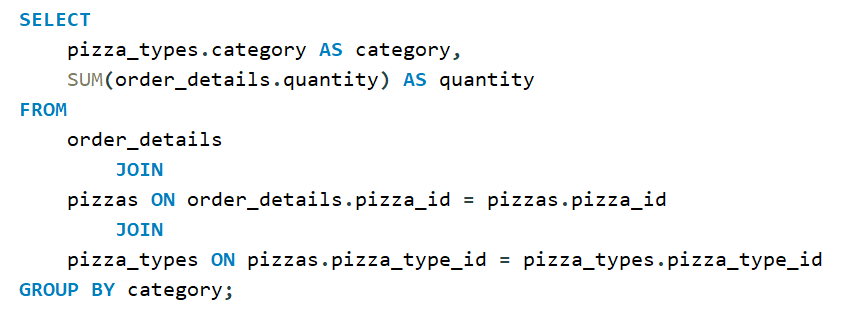 SELECT
    pizza_types.category AS category,
    SUM(order_details.quantity) AS quantity
FROM
    order_details
        JOIN
    pizzas ON order_details.pizza_id = pizzas.pizza_id
        JOIN
    pizza_types ON pizzas.pizza_type_id = pizza_types.pizza_type_id
GROUP BY category;